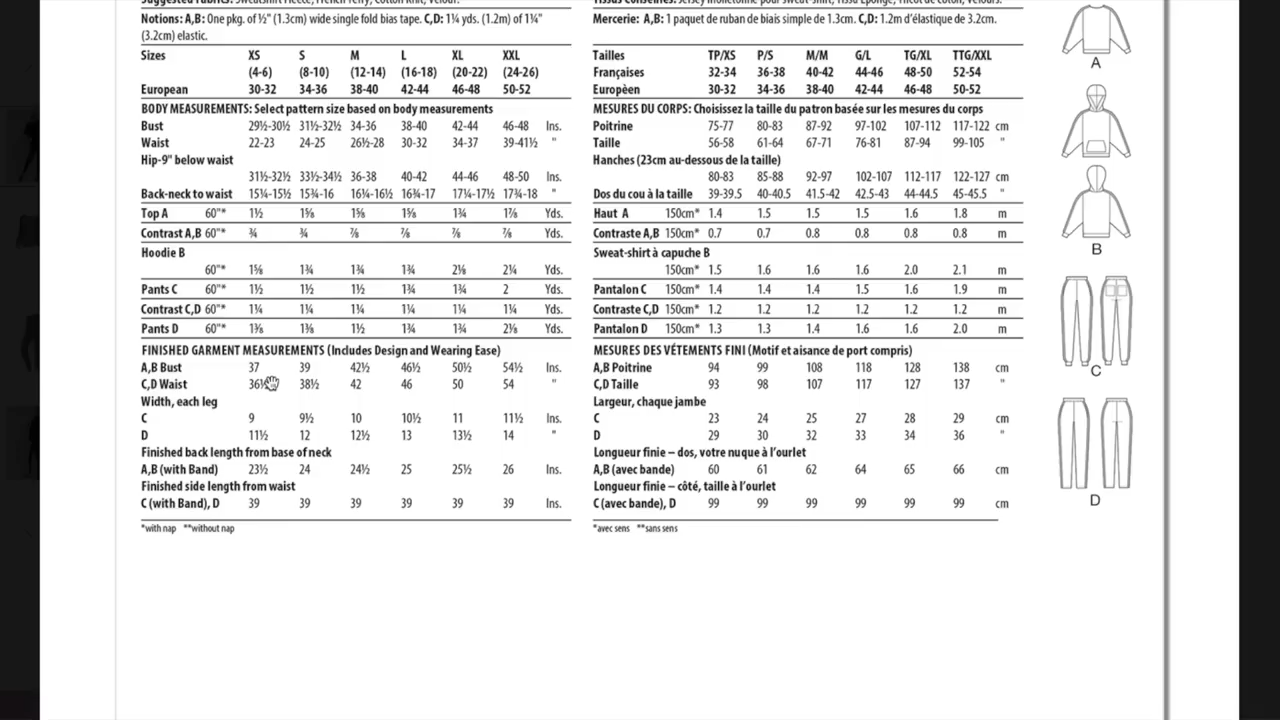 Notions: A,B: One pkg. of ½" (1.3cm) wide single fold bias tape. C,D: 1¼ yds. (1.2m) of 1¼"
(3.2cm) elastic.
Sizes XS S M L XL XXL
(4-6) (8-10) (12-14) (16-18) (20-22) (24-26)
European 30-32 34-36 38-40 42-44 46-48 50-52
BODY MEASUREMENTS: Select pattern size based on body measurements
Bust 29½-30½ 31½-32½ 34-36 38-40 42-44 46-48 Ins.
Waist 22-23 24-25 26½-28 30-32 34-37 39-41½ "
Hip-9" below waist
31½-32½ 33½-34½ 36-38 40-42 44-46 48-50 Ins.
Back-neck to waist 15¼-15½ 15¾-16 16¼-16½ 16¾-17 17¼-17½ 17¾-18 "
Top A 60"* 1½ 1⅝ 1⅝ 1⅝ 1¾ 1⅞ Yds.
Contrast A,B 60"* ¾ ¾ ⅞ ⅞ ⅞ ⅞ Yds.
Hoodie B
60"* 1⅝ 1¾ 1¾ 1¾ 2⅛ 2¼ Yds.
Pants C 60"* 1½ 1½ 1½ 1¾ 1¾ 2 Yds.
Contrast C,D 60"* 1¼ 1¼ 1¼ 1¼ 1¼ 1¼ Yds.
Pants D 60"* 1⅜ 1⅜ 1½ 1¾ 1¾ 2⅛ Yds.
FINISHED GARMENT MEASUREMENTS (Includes Design and Wearing Ease)
A,B Bust 37 39 42½ 46½ 50½ 54½ Ins.
C,D Waist 36½ 38½ 42 46 50 54 "
Width, each leg
C 9 9½ 10 10½ 11 11½ Ins.
D 11½ 12 12½ 13 13½ 14 "
Finished back length from base of neck
A,B (with Band) 23½ 24 24½ 25 25½ 26 Ins.
Finished side length from waist
C (with Band), D 39 39 39 39 39 39 Ins.
*with nap **without nap
Mercerie: A,B: 1 paquet de ruban de biais simple de 1.3cm. C,D: 1.2m d'élastique de 3.2cm.
Tailles TP/XS P/S M/M G/L TG/XL TTG/XXL
Françaises 32-34 36-38 40-42 44-46 48-50 52-54
Europèen 30-32 34-36 38-40 42-44 46-48 50-52
MESURES DU CORPS: Choisissez la taille du patron basée sur les mesures du corps
Poitrine 75-77 80-83 87-92 97-102 107-112 117-122 cm
Taille 56-58 61-64 67-71 76-81 87-94 99-105 "
Hanches (23cm au-dessous de la taille)
80-83 85-88 92-97 102-107 112-117 122-127 cm
Dos du cou à la taille 39-39.5 40-40.5 41.5-42 42.5-43 44-44.5 45-45.5 "
Haut A 150cm* 1.4 1.5 1.5 1.5 1.6 1.8 m
Contraste A,B 150cm* 0.7 0.7 0.8 0.8 0.8 0.8 m
Sweat-shirt à capuche B
150cm* 1.5 1.6 1.6 1.6 2.0 2.1 m
Pantalon C 150cm* 1.4 1.4 1.4 1.5 1.6 1.9 m
Contraste C,D 150cm* 1.2 1.2 1.2 1.2 1.2 1.2 m
Pantalon D 150cm* 1.3 1.3 1.4 1.6 1.6 2.0 m
MESURES DES VÉTEMENTS FINI (Motif et aisance de port compris)
A,B Poitrine 94 99 108 118 128 138 cm
C,D Taille 93 98 107 117 127 137 "
Largeur, chaque jambe
C 23 24 25 27 28 29 cm
D 29 30 32 33 34 36 "
Longueur finie – dos, votre nuque à l'ourlet
A,B (avec bande) 60 61 62 64 65 66 cm
Longueur finie – côté, taille à l'ourlet
C (avec bande), D 99 99 99 99 99 99 cm
*avec sens **sans sens
A
B
C
D